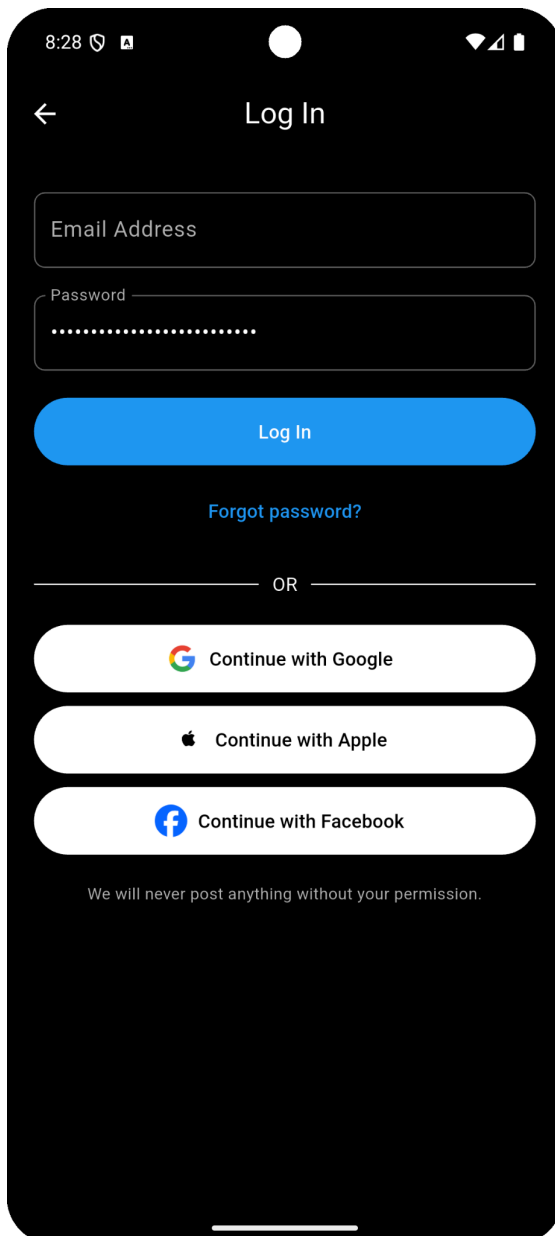 8:28
Log In
Email Address
Password
••••••••••••••••••••••••••
Log In
Forgot password?
OR
Continue with Google
Continue with Apple
Continue with Facebook
We will never post anything without your permission.